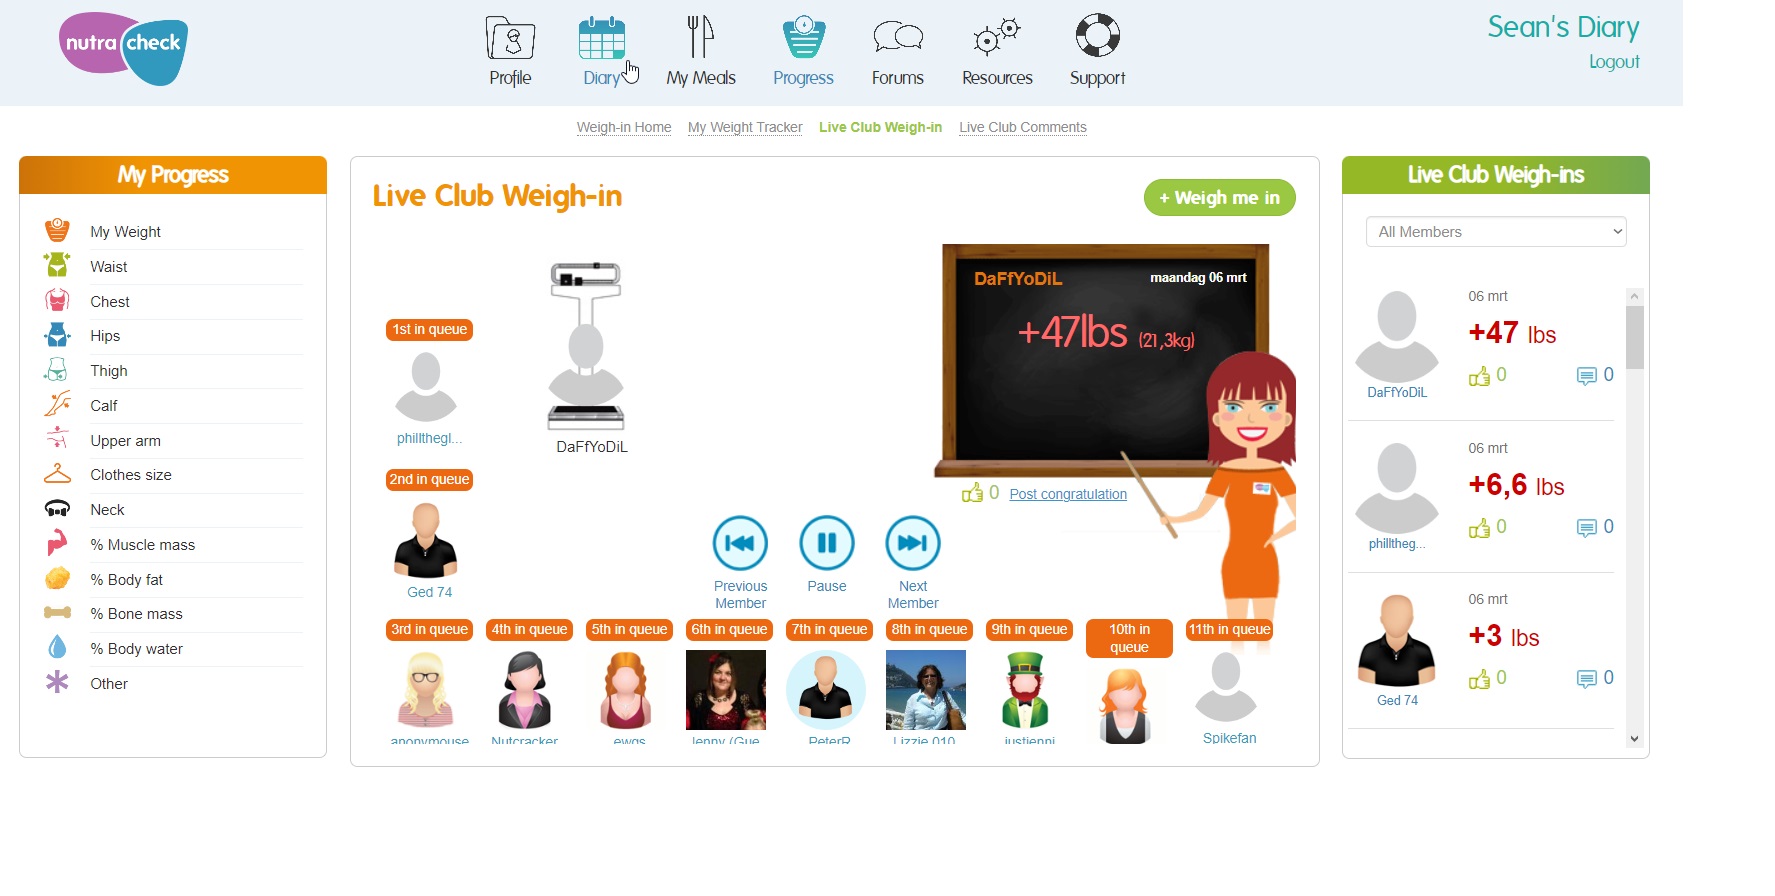 nutra check
Profile
Diary
My Meals
Progress
Forums
Resources
Support
Sean's Diary
Logout
Weigh-in Home
My Weight Tracker
Live Club Weigh-in
Live Club Comments
My Progress
My Weight
Waist
Chest
Hips
Thigh
Calf
Upper arm
Clothes size
Neck
% Muscle mass
% Body fat
% Bone mass
% Body water
Other
Live Club Weigh-in
+ Weigh me in
DaFfYoDiL
maandag 06 mrt
+47lbs (21,3kg)
0
Post congratulation
1st in queue
phillthegl...
DaFfYoDiL
2nd in queue
Ged 74
Previous
Member
Pause
Next
Member
3rd in queue
anonymouse
4th in queue
Nutcracker
5th in queue
ewgs
6th in queue
Jenny (Gue
7th in queue
PeterR
8th in queue
Lizzie 010
9th in queue
justjenni
10th in
queue
11th in queue
Spikefan
Live Club Weigh-ins
All Members
06 mrt
+47 lbs
0
0
DaFfYoDiL
06 mrt
+6,6 lbs
0
0
philltheg...
06 mrt
+3 lbs
0
0
Ged 74